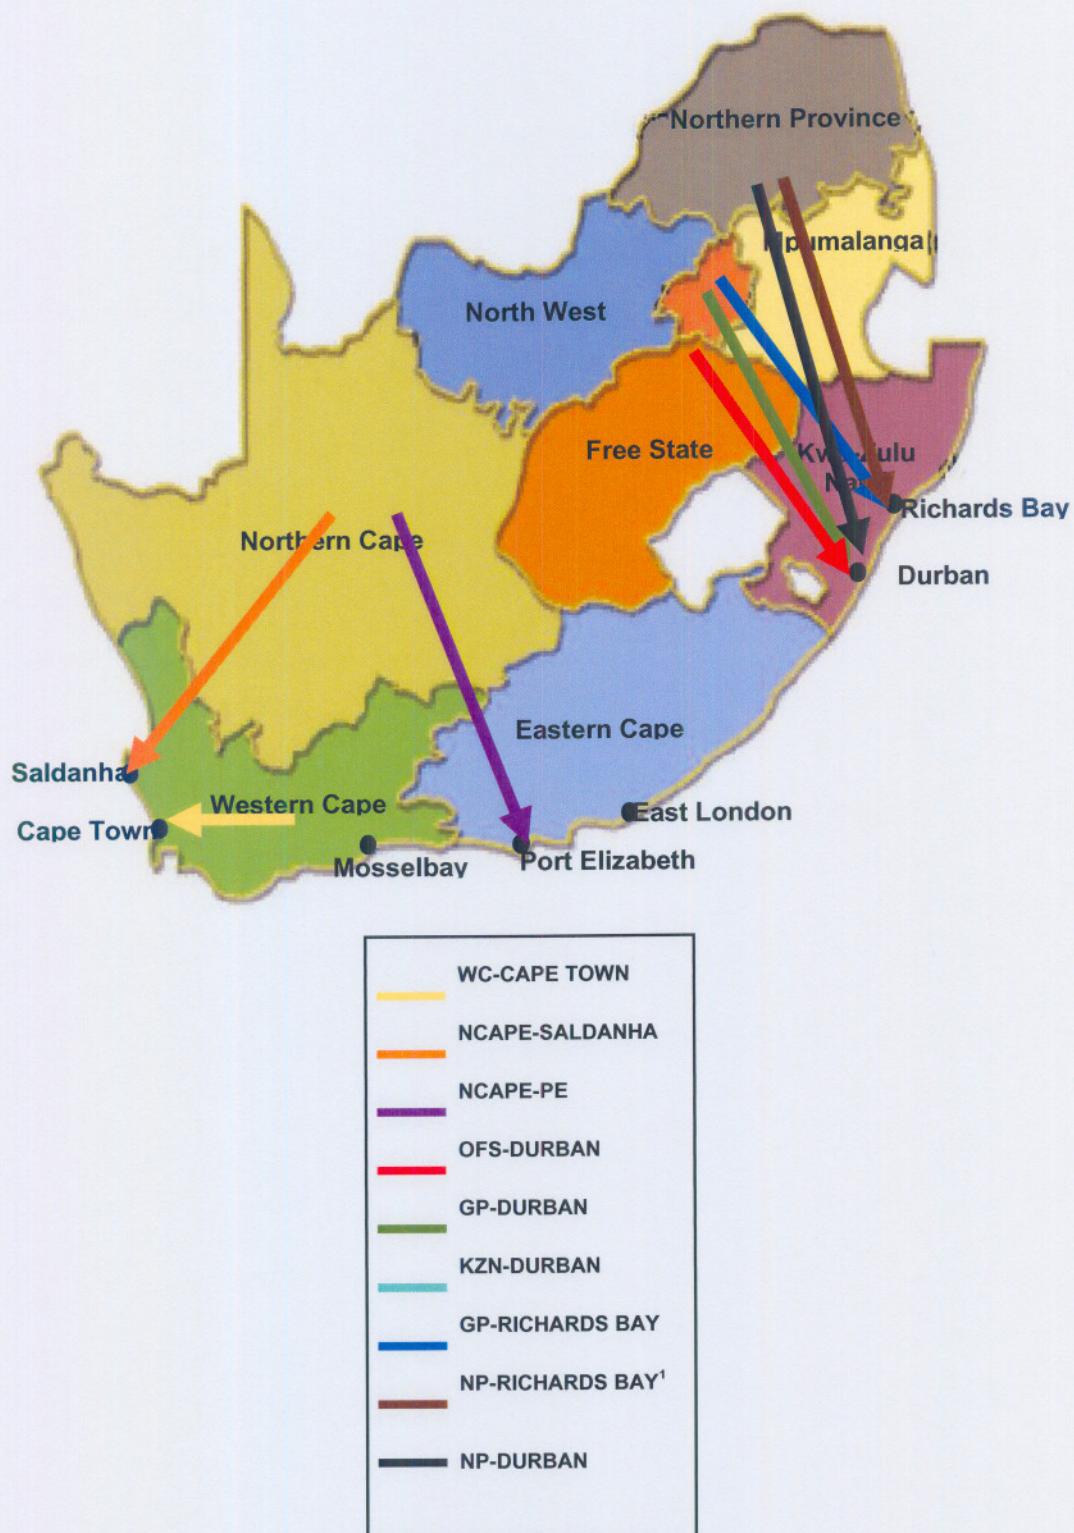 Northern Province
Mpumalanga
North West
Free State
Kwa-Zulu
Richards Bay
Northern Cape
Durban
Eastern Cape
Saldanha
Western Cape
East London
Cape Town
Mosselbay
Port Elizabeth
WC-CAPE TOWN
NCAPE-SALDANHA
NCAPE-PE
OFS-DURBAN
GP-DURBAN
KZN-DURBAN
GP-RICHARDS BAY
NP-RICHARDS BAY¹
NP-DURBAN